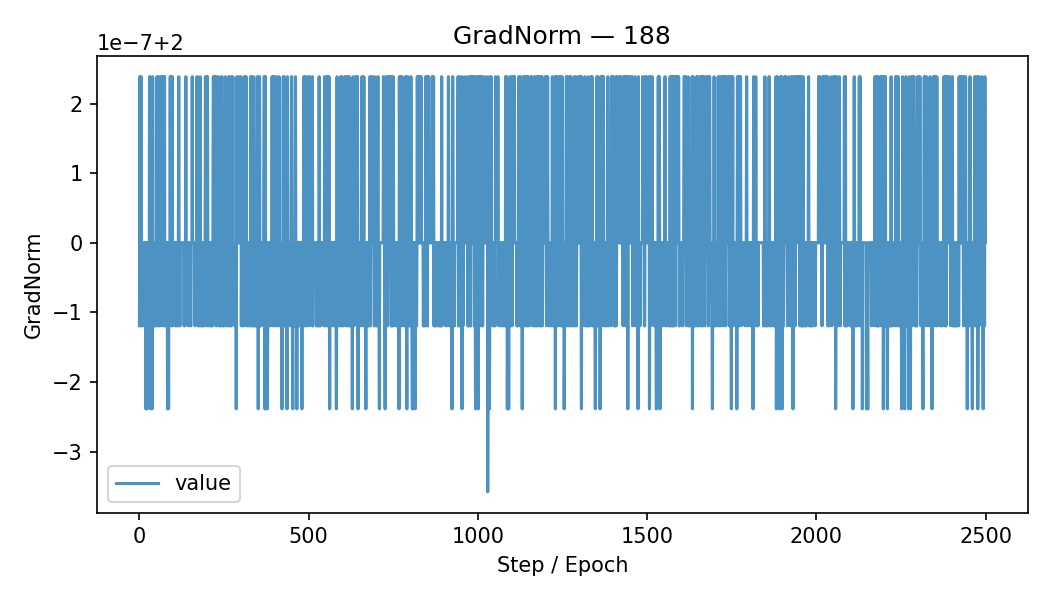 GradNorm — 188
1e−7+2
GradNorm
2
1
0
−1
−2
−3
value
0 500 1000 1500 2000 2500
Step / Epoch